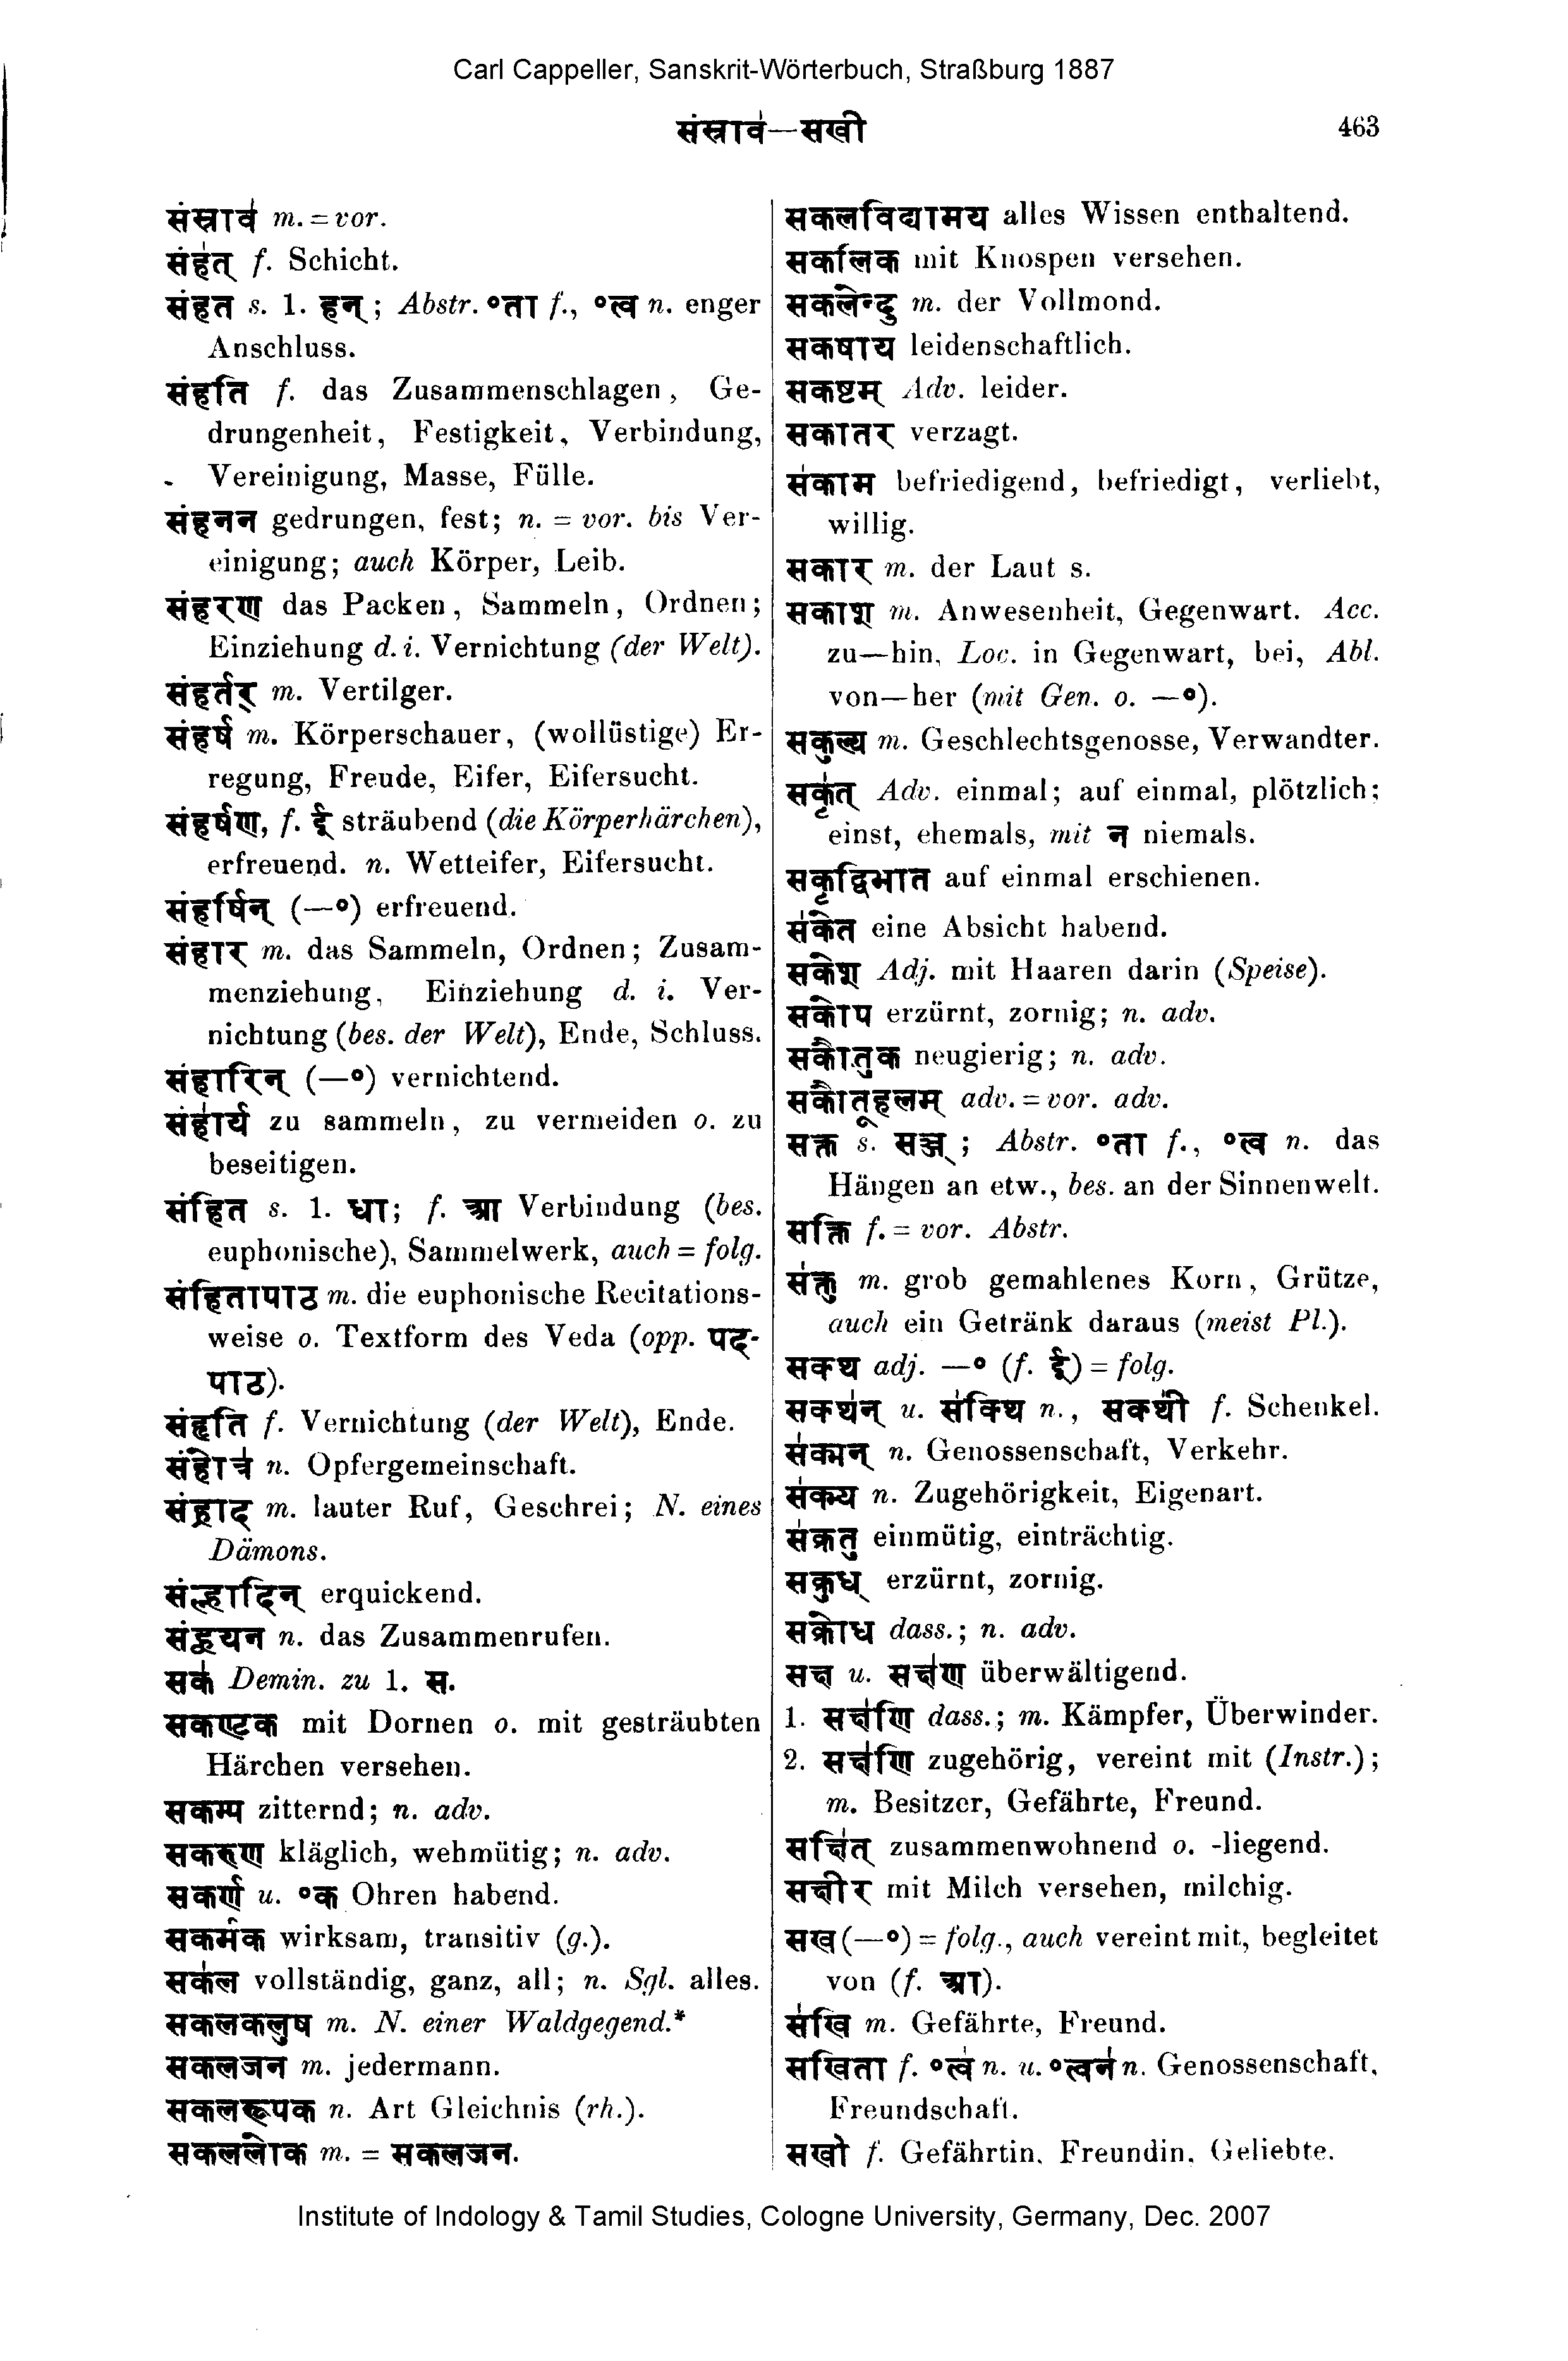 Carl Cappeller, Sanskrit-Wörterbuch, Straßburg 1887
संस्राव॑—सखी 463
संस्राव॑ m. = vor.
संह॑त् f. Schicht.
संहत s. 1. हन्; Abstr. °ता f., °त्व n. enger
Anschluss.
संहति f. das Zusammenschlagen, Ge-
drungenheit, Festigkeit, Verbindung,
Vereinigung, Masse, Fülle.
संहनन gedrungen, fest; n. = vor. bis Ver-
einigung; auch Körper, Leib.
संहरण das Packen, Sammeln, Ordnen;
Einziehung d. i. Vernichtung (der Welt).
संहर्तर् m. Vertilger.
संहर्ष m. Körperschauer, (wollüstige) Er-
regung, Freude, Eifer, Eifersucht.
संहर्षण, f. ई sträubend (die Körperhärchen),
erfreuend. n. Wetteifer, Eifersucht.
संहर्षिन् (—°) erfreuend.
संहार m. das Sammeln, Ordnen; Zusam-
menziehung, Einziehung d. i. Ver-
nichtung (bes. der Welt), Ende, Schluss.
संहारिन् (—°) vernichtend.
संहा॑र्य zu sammeln, zu vermeiden o. zu
beseitigen.
संहित s. 1. धा; f. आ Verbindung (bes.
euphonische), Sammelwerk, auch = folg.
संहितापाठ m. die euphonische Recitations-
weise o. Textform des Veda (opp. पद-
पाठ).
संहृति f. Vernichtung (der Welt), Ende.
संहोत्र॑ n. Opfergemeinschaft.
संह्राद m. lauter Ruf, Geschrei; N. eines
Dämons.
संह्लादिन् erquickend.
संह्वयन n. das Zusammenrufen.
सक॑ Demin. zu 1. स.
सकण्टक mit Dornen o. mit gesträubten
Härchen versehen.
सकम्प zitternd; n. adv.
सकरुण kläglich, wehmütig; n. adv.
सकर्ण u. °क Ohren habend.
सकर्मक wirksam, transitiv (g.).
सक॑ल vollständig, ganz, all; n. Sgl. alles.
सकलकलुष m. N. einer Waldgegend.*
सकलजन m. jedermann.
सकलरूपक n. Art Gleichnis (rh.).
सकललोक m. = सकलजन.
सकलविद्यामय alles Wissen enthaltend.
सकलिक mit Knospen versehen.
सकलेन्दु m. der Vollmond.
सकषाय leidenschaftlich.
सकष्टम् Adv. leider.
सकातर verzagt.
स॑काम befriedigend, befriedigt, verliebt,
willig.
सकार m. der Laut s.
सकाश m. Anwesenheit, Gegenwart. Acc.
zu—hin, Loc. in Gegenwart, bei, Abl.
von—her (mit Gen. o. —°).
सकुल्य m. Geschlechtsgenosse, Verwandter.
सकृ॑त् Adv. einmal; auf einmal, plötzlich;
einst, ehemals, mit न niemals.
सकृद्विभात auf einmal erschienen.
स॑केत eine Absicht habend.
सकेश Adj. mit Haaren darin (Speise).
सकोप erzürnt, zornig; n. adv.
सकौतुक neugierig; n. adv.
सकौतूहलम् adv. = vor. adv.
सक्त s. सञ्ज्; Abstr. °ता f., °त्व n. das
Hängen an etw., bes. an der Sinnenwelt.
सक्ति f. = vor. Abstr.
स॑क्तु m. grob gemahlenes Korn, Grütze,
auch ein Getränk daraus (meist Pl.).
सक्थ adj. —° (f. ई) = folg.
सक्थ॑न् u. स॑क्थि n., सक्थी॑ f. Schenkel.
स॑क्मन् n. Genossenschaft, Verkehr.
स॑क्म्य n. Zugehörigkeit, Eigenart.
स॑क्रतु einmütig, einträchtig.
सक्रुध् erzürnt, zornig.
सक्रोध dass.; n. adv.
सक्ष u. सक्ष॑ण überwältigend.
1. सक्ष॑णि dass.; m. Kämpfer, Überwinder.
2. सक्ष॑णि zugehörig, vereint mit (Instr.);
m. Besitzer, Gefährte, Freund.
सक्षि॑त् zusammenwohnend o. -liegend.
सक्षीर mit Milch versehen, milchig.
सख (—°) = folg., auch vereint mit, begleitet
von (f. आ).
स॑खि m. Gefährte, Freund.
सखिता f. °त्व॑ n. u. °त्वन॑ n. Genossenschaft,
Freundschaft.
सखी f. Gefährtin, Freundin, Geliebte.
Institute of Indology & Tamil Studies, Cologne University, Germany, Dec. 2007